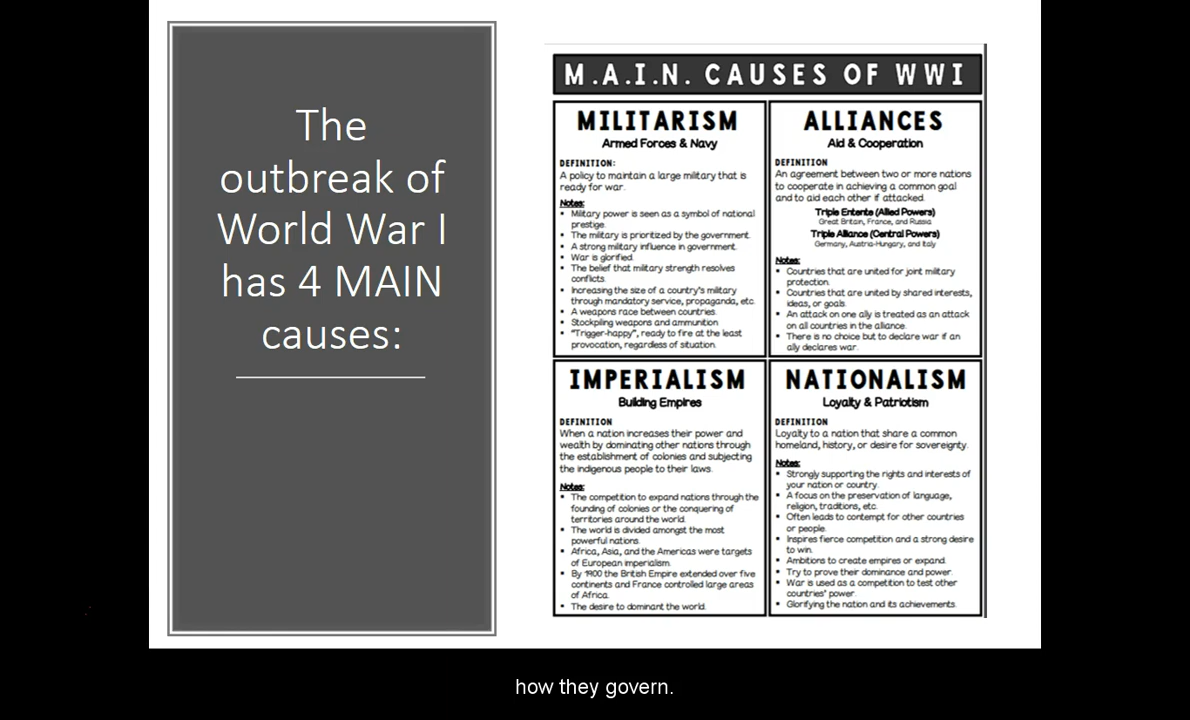 The
outbreak of
World War I
has 4 MAIN
causes:
M.A.I.N. CAUSES OF WWI
MILITARISM
Armed Forces & Navy
DEFINITION:
A policy to maintain a large military that is
ready for war.
Notes:
• Military power is seen as a symbol of national
prestige.
• The military is prioritized by the government.
• A strong military influence in government.
• War is glorified.
• The belief that military strength resolves
conflicts.
• Increasing the size of a country's military
through mandatory service, propaganda, etc.
• A weapons race between countries.
• Stockpiling weapons and ammunition
• "Trigger-happy", ready to fire at the least
provocation, regardless of situation.
ALLIANCES
Aid & Cooperation
DEFINITION
An agreement between two or more nations
to cooperate in achieving a common goal
and to aid each other if attacked.
Triple Entente (Allied Powers)
Great Britain, France, and Russia
Triple Alliance (Central Powers)
Germany, Austria-Hungary, and Italy
Notes:
• Countries that are united for joint military
protection.
• Countries that are united by shared interests,
ideas, or goals.
• An attack on one ally is treated as an attack
on all countries in the alliance.
• There is no choice but to declare war if an
ally declares war.
IMPERIALISM
Building Empires
DEFINITION
When a nation increases their power and
wealth by dominating other nations through
the establishment of colonies and subjecting
the indigenous people to their laws.
Notes:
• The competition to expand nations through the
founding of colonies or the conquering of
territories around the world.
• The world is divided amongst the most
powerful nations.
• Africa, Asia, and the Americas were targets
of European imperialism.
• By 1900 the British Empire extended over five
continents and France controlled large areas
of Africa.
• The desire to dominant the world.
NATIONALISM
Loyalty & Patriotism
DEFINITION
Loyalty to a nation that share a common
homeland, history, or desire for sovereignty.
Notes:
• Strongly supporting the rights and interests of
your nation or country.
• A focus on the preservation of language,
religion, traditions, etc.
• Often leads to contempt for other countries
or people.
• Inspires fierce competition and a strong desire
to win.
• Ambitions to create empires or expand.
• Try to prove their dominance and power.
• War is used as a competition to test other
countries' power.
• Glorifying the nation and its achievements.
how they govern.